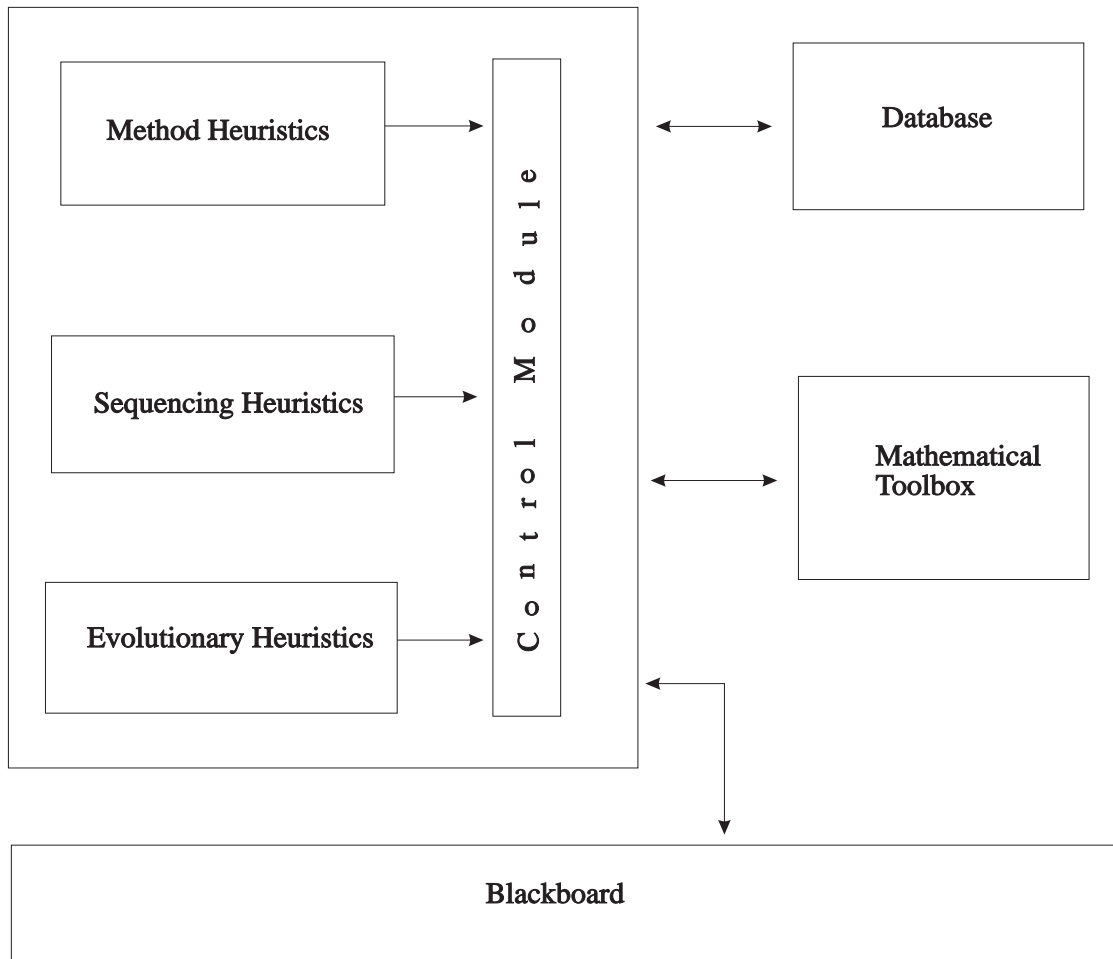 Method Heuristics
Database
Control Module
Sequencing Heuristics
Mathematical
Toolbox
Evolutionary Heuristics
Blackboard